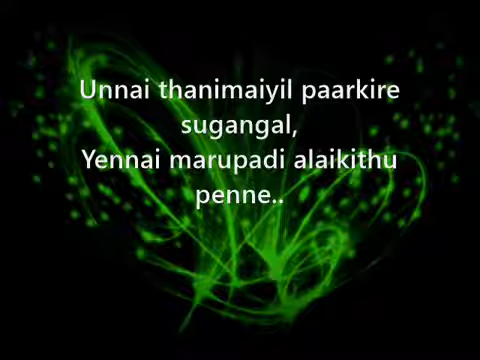 Unnai thanimaiyil paarkire
sugangal,
Yennai marupadi alaikithu
penne..